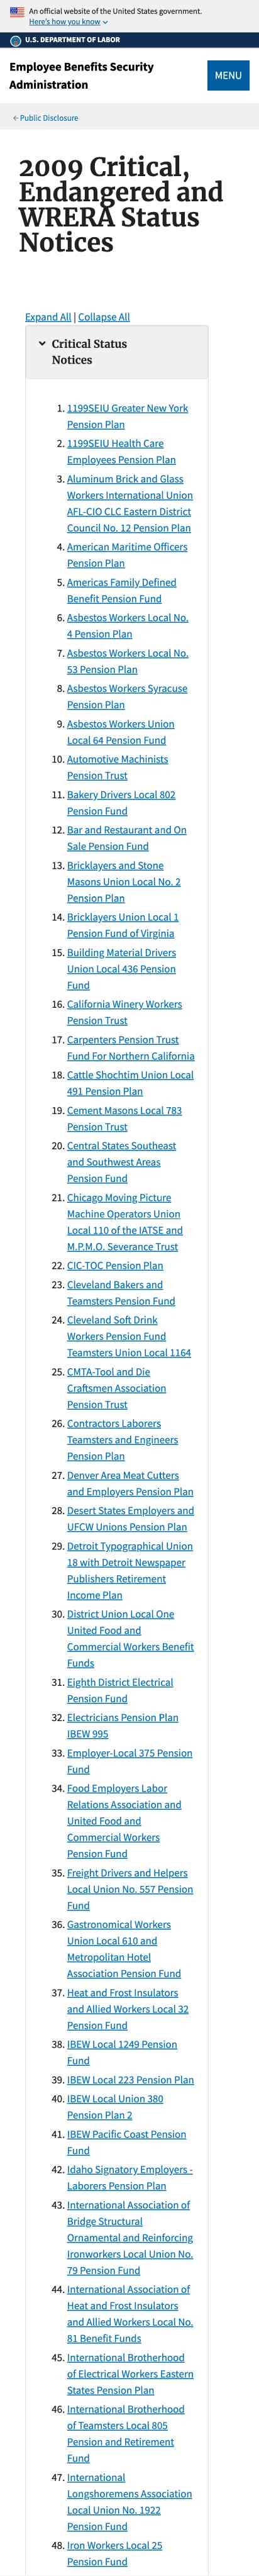 An official website of the United States government.
Here's how you know
U.S. DEPARTMENT OF LABOR
Employee Benefits Security
Administration
MENU
Public Disclosure
2009 Critical,
Endangered and
WRERA Status
Notices
Expand All | Collapse All
Critical Status
Notices
1. 1199SEIU Greater New York
Pension Plan
2. 1199SEIU Health Care
Employees Pension Plan
3. Aluminum Brick and Glass
Workers International Union
AFL-CIO CLC Eastern District
Council No. 12 Pension Plan
4. American Maritime Officers
Pension Plan
5. Americas Family Defined
Benefit Pension Fund
6. Asbestos Workers Local No.
4 Pension Plan
7. Asbestos Workers Local No.
53 Pension Plan
8. Asbestos Workers Syracuse
Pension Plan
9. Asbestos Workers Union
Local 64 Pension Fund
10. Automotive Machinists
Pension Trust
11. Bakery Drivers Local 802
Pension Fund
12. Bar and Restaurant and On
Sale Pension Fund
13. Bricklayers and Stone
Masons Union Local No. 2
Pension Plan
14. Bricklayers Union Local 1
Pension Fund of Virginia
15. Building Material Drivers
Union Local 436 Pension
Fund
16. California Winery Workers
Pension Trust
17. Carpenters Pension Trust
Fund For Northern California
18. Cattle Shochtim Union Local
491 Pension Plan
19. Cement Masons Local 783
Pension Trust
20. Central States Southeast
and Southwest Areas
Pension Fund
21. Chicago Moving Picture
Machine Operators Union
Local 110 of the IATSE and
M.P.M.O. Severance Trust
22. CIC-TOC Pension Plan
23. Cleveland Bakers and
Teamsters Pension Fund
24. Cleveland Soft Drink
Workers Pension Fund
Teamsters Union Local 1164
25. CMTA-Tool and Die
Craftsmen Association
Pension Trust
26. Contractors Laborers
Teamsters and Engineers
Pension Plan
27. Denver Area Meat Cutters
and Employers Pension Plan
28. Desert States Employers and
UFCW Unions Pension Plan
29. Detroit Typographical Union
18 with Detroit Newspaper
Publishers Retirement
Income Plan
30. District Union Local One
United Food and
Commercial Workers Benefit
Funds
31. Eighth District Electrical
Pension Fund
32. Electricians Pension Plan
IBEW 995
33. Employer-Local 375 Pension
Fund
34. Food Employers Labor
Relations Association and
United Food and
Commercial Workers
Pension Fund
35. Freight Drivers and Helpers
Local Union No. 557 Pension
Fund
36. Gastronomical Workers
Union Local 610 and
Metropolitan Hotel
Association Pension Fund
37. Heat and Frost Insulators
and Allied Workers Local 32
Pension Fund
38. IBEW Local 1249 Pension
Fund
39. IBEW Local 223 Pension Plan
40. IBEW Local Union 380
Pension Plan 2
41. IBEW Pacific Coast Pension
Fund
42. Idaho Signatory Employers -
Laborers Pension Plan
43. International Association of
Bridge Structural
Ornamental and Reinforcing
Ironworkers Local Union No.
79 Pension Fund
44. International Association of
Heat and Frost Insulators
and Allied Workers Local No.
81 Benefit Funds
45. International Brotherhood
of Electrical Workers Eastern
States Pension Plan
46. International Brotherhood
of Teamsters Local 805
Pension and Retirement
Fund
47. International
Longshoremens Association
Local Union No. 1922
Pension Fund
48. Iron Workers Local 25
Pension Fund